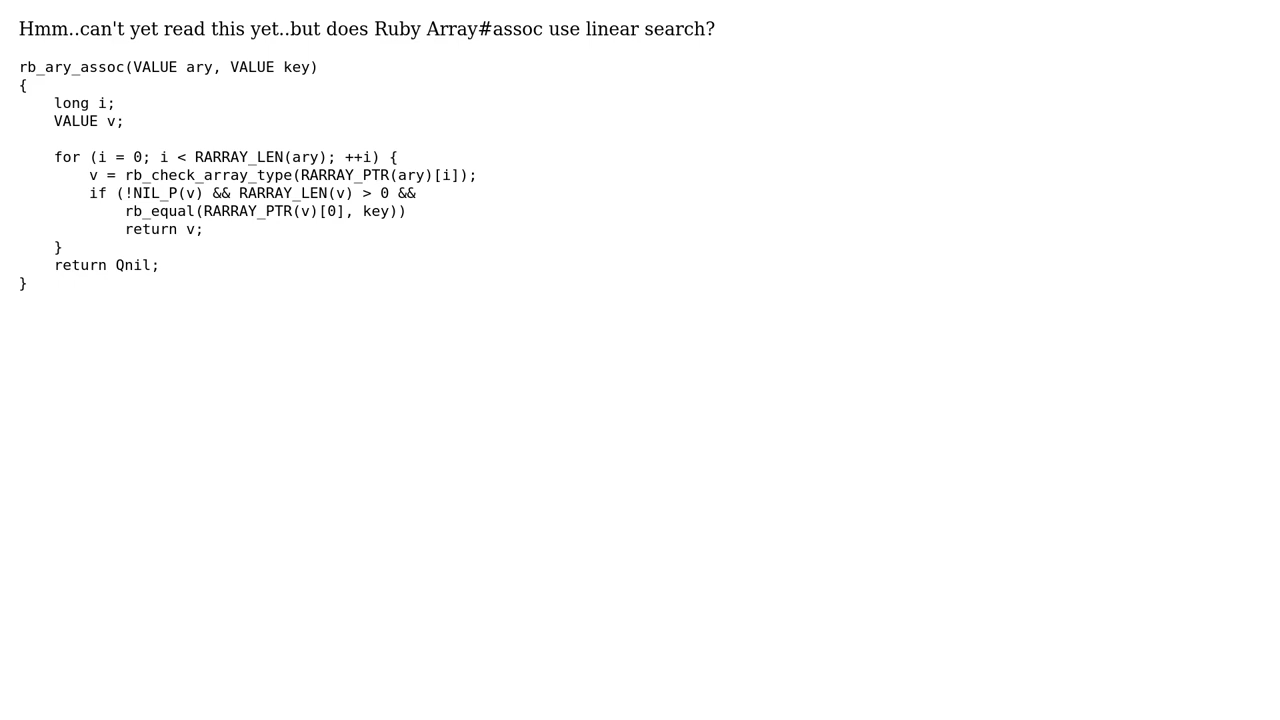 Hmm..can't yet read this yet..but does Ruby Array#assoc use linear search?
rb_ary_assoc(VALUE ary, VALUE key)
{
    long i;
    VALUE v;

    for (i = 0; i < RARRAY_LEN(ary); ++i) {
        v = rb_check_array_type(RARRAY_PTR(ary)[i]);
        if (!NIL_P(v) && RARRAY_LEN(v) > 0 &&
            rb_equal(RARRAY_PTR(v)[0], key))
            return v;
    }
    return Qnil;
}